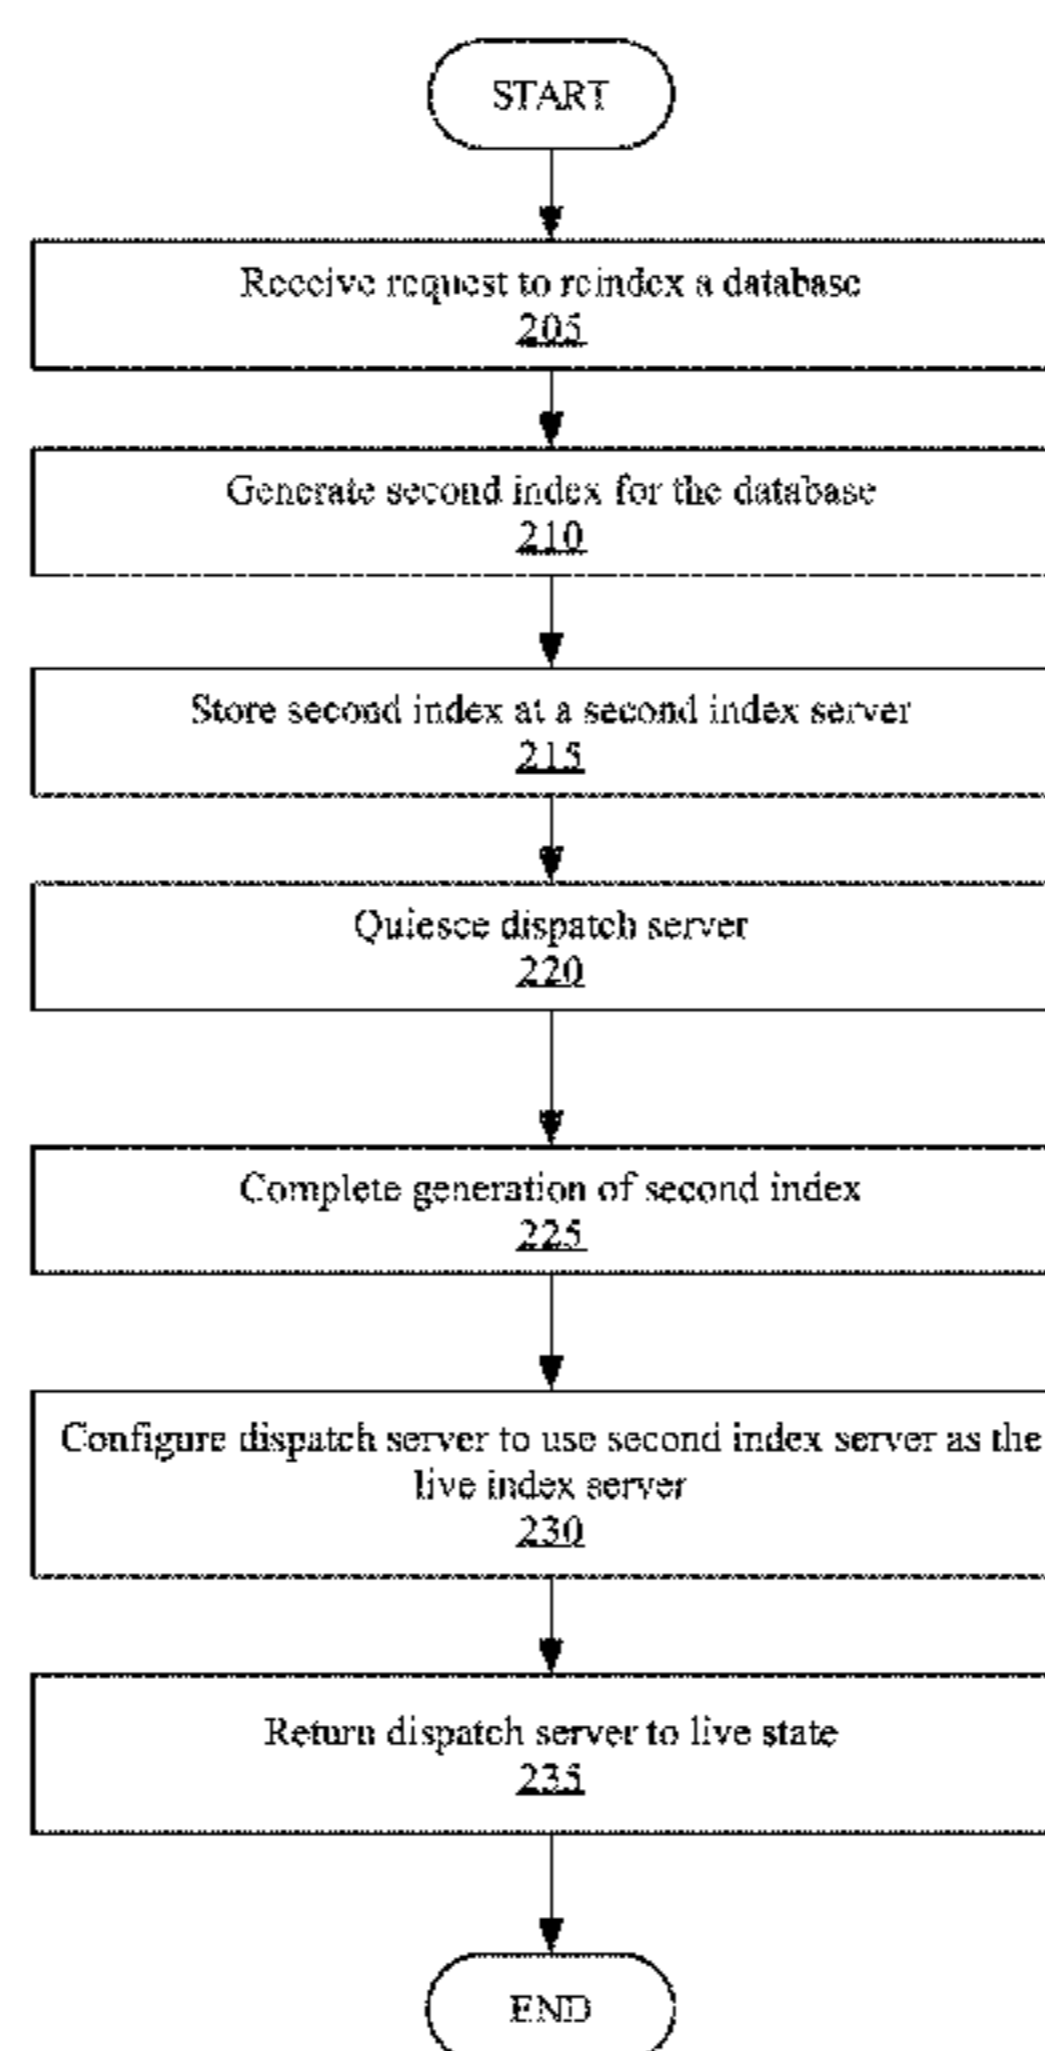 START
Receive request to reindex a database
205
Generate second index for the database
210
Store second index at a second index server
215
Quiesce dispatch server
220
Complete generation of second index
225
Configure dispatch server to use second index server as the
live index server
230
Return dispatch server to live state
235
END